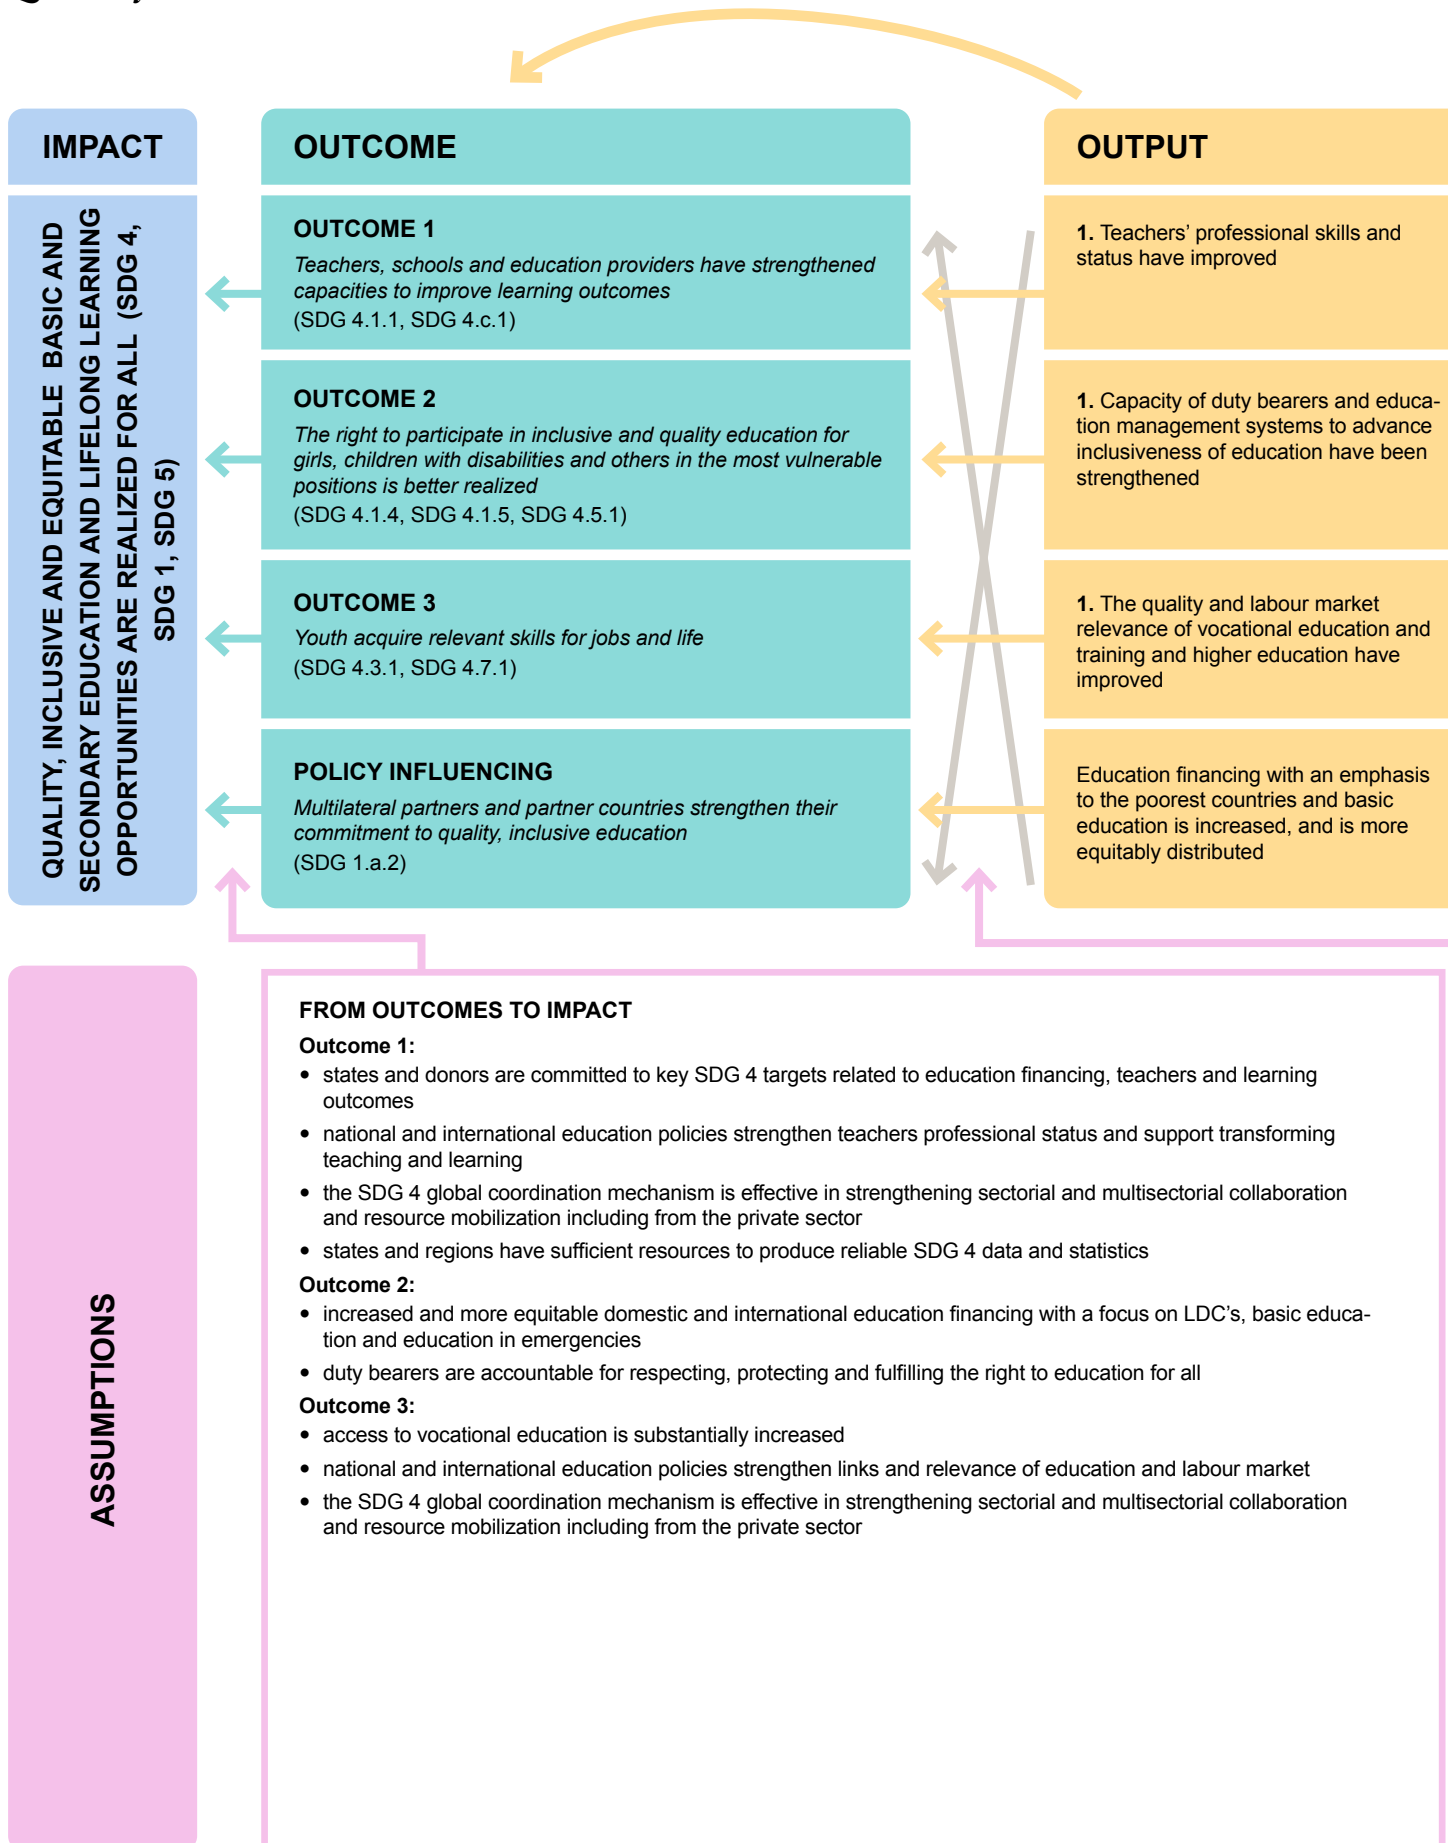 IMPACT
QUALITY, INCLUSIVE AND EQUITABLE BASIC AND
SECONDARY EDUCATION AND LIFELONG LEARNING
OPPORTUNITIES ARE REALIZED FOR ALL (SDG 4,
SDG 1, SDG 5)
OUTCOME
OUTCOME 1
Teachers, schools and education providers have strengthened
capacities to improve learning outcomes
(SDG 4.1.1, SDG 4.c.1)
OUTCOME 2
The right to participate in inclusive and quality education for
girls, children with disabilities and others in the most vulnerable
positions is better realized
(SDG 4.1.4, SDG 4.1.5, SDG 4.5.1)
OUTCOME 3
Youth acquire relevant skills for jobs and life
(SDG 4.3.1, SDG 4.7.1)
POLICY INFLUENCING
Multilateral partners and partner countries strengthen their
commitment to quality, inclusive education
(SDG 1.a.2)
OUTPUT
1. Teachers’ professional skills and
status have improved
1. Capacity of duty bearers and educa-
tion management systems to advance
inclusiveness of education have been
strengthened
1. The quality and labour market
relevance of vocational education and
training and higher education have
improved
Education financing with an emphasis
to the poorest countries and basic
education is increased, and is more
equitably distributed
ASSUMPTIONS
FROM OUTCOMES TO IMPACT
Outcome 1:
• states and donors are committed to key SDG 4 targets related to education financing, teachers and learning
outcomes
• national and international education policies strengthen teachers professional status and support transforming
teaching and learning
• the SDG 4 global coordination mechanism is effective in strengthening sectorial and multisectorial collaboration
and resource mobilization including from the private sector
• states and regions have sufficient resources to produce reliable SDG 4 data and statistics
Outcome 2:
• increased and more equitable domestic and international education financing with a focus on LDC’s, basic educa-
tion and education in emergencies
• duty bearers are accountable for respecting, protecting and fulfilling the right to education for all
Outcome 3:
• access to vocational education is substantially increased
• national and international education policies strengthen links and relevance of education and labour market
• the SDG 4 global coordination mechanism is effective in strengthening sectorial and multisectorial collaboration
and resource mobilization including from the private sector